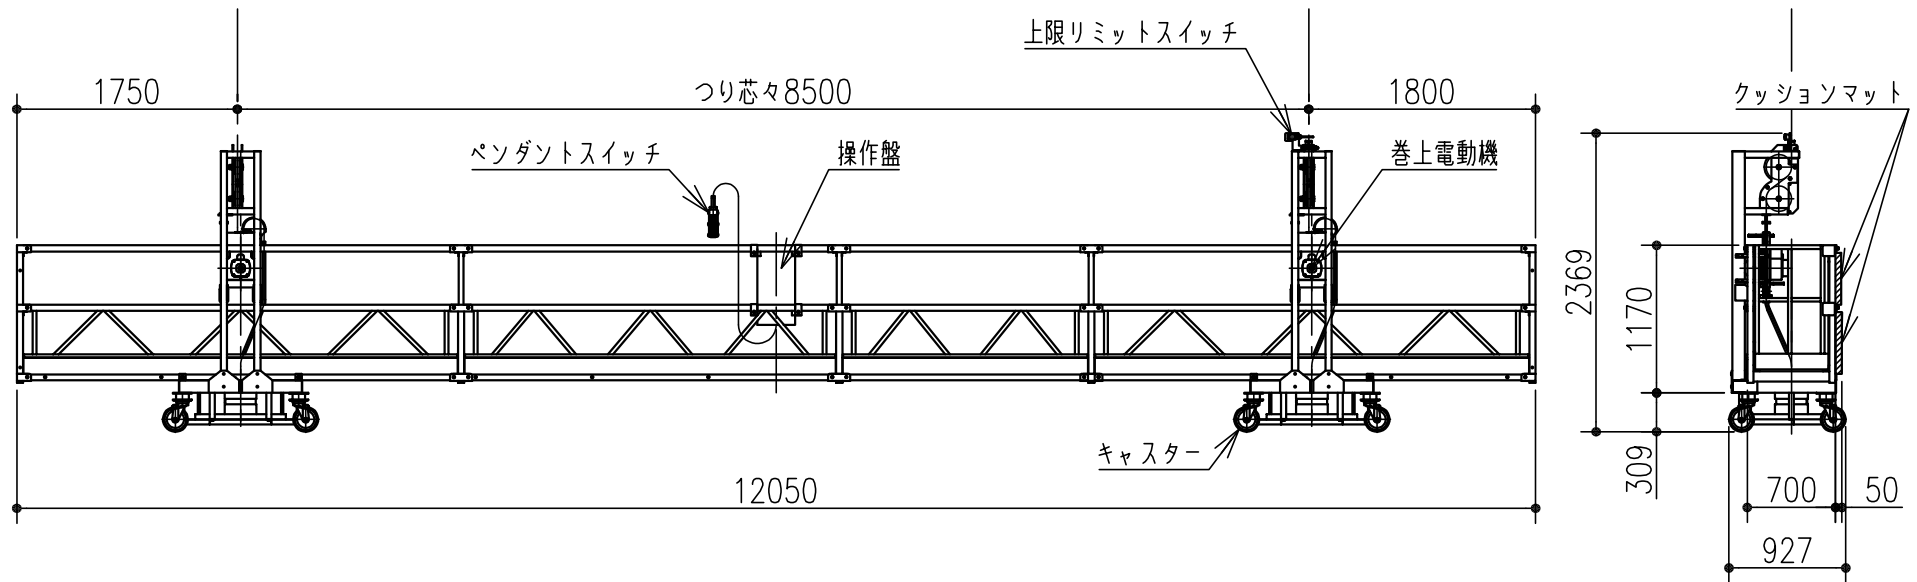 上限リミットスイッチ
1750
つり芯々8500
1800
クッションマット
ペンダントスイッチ
操作盤
巻上電動機
2369
1170
キャスター
309
12050
700
50
927